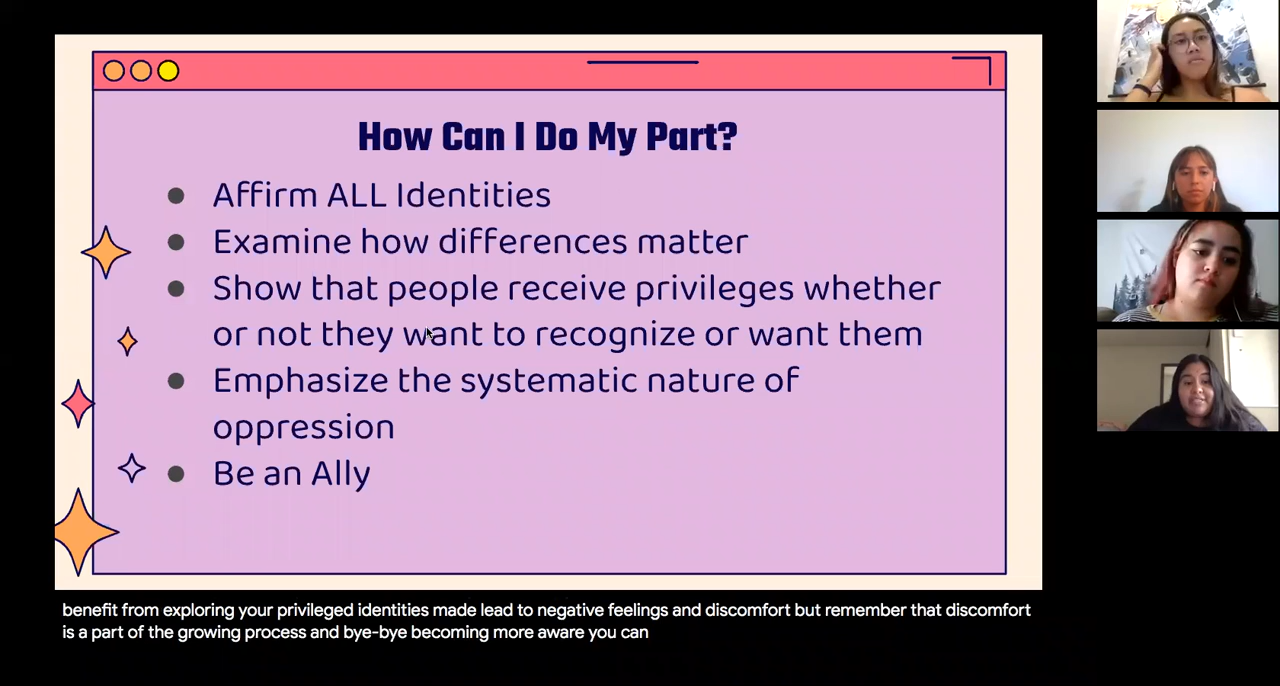 How Can I Do My Part?
Affirm ALL Identities
Examine how differences matter
Show that people receive privileges whether
or not they want to recognize or want them
Emphasize the systematic nature of
oppression
Be an Ally
benefit from exploring your privileged identities made lead to negative feelings and discomfort but remember that discomfort
is a part of the growing process and bye-bye becoming more aware you can